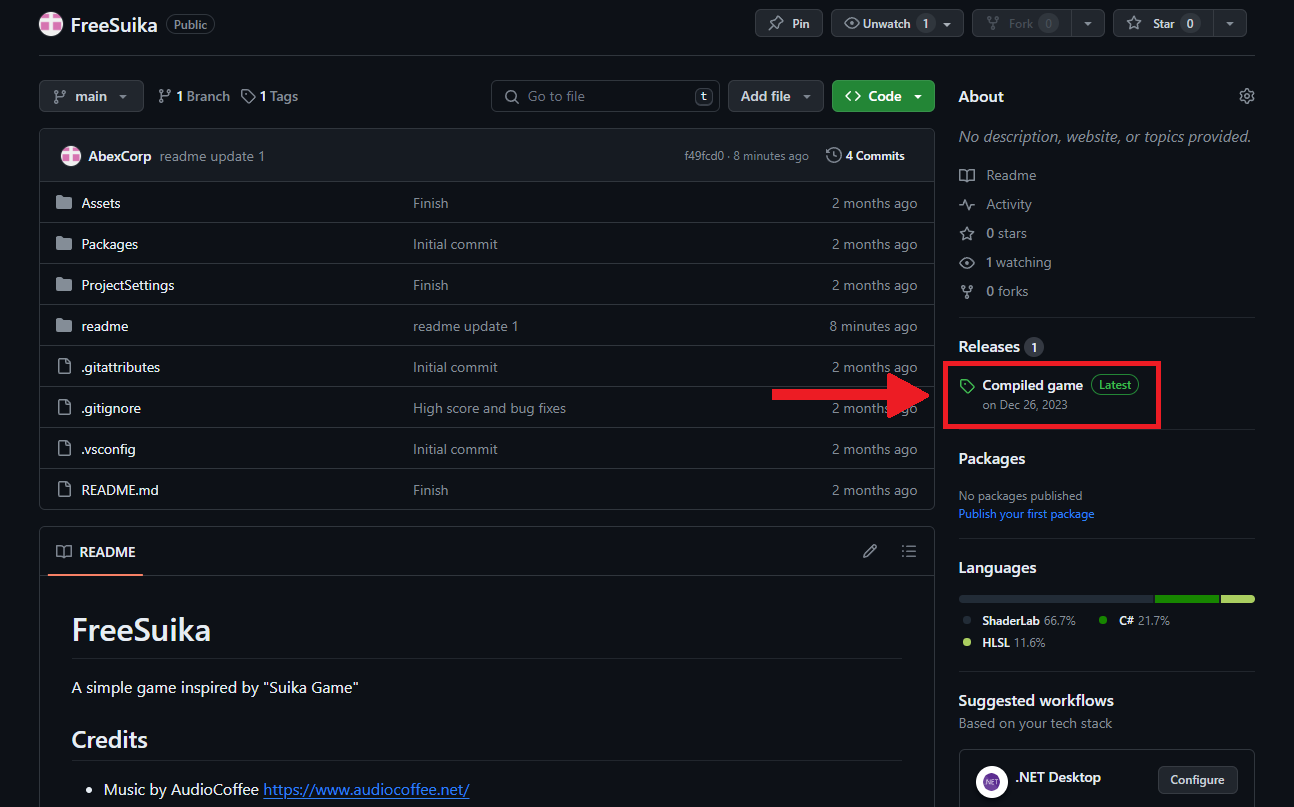 FreeSuika Public Pin Unwatch 1 Fork 0 Star 0
main 1 Branch 1 Tags Go to file t Add file Code
AbexCorp readme update 1 f49fcd0 · 8 minutes ago 4 Commits
Assets Finish 2 months ago
Packages Initial commit 2 months ago
ProjectSettings Finish 2 months ago
readme readme update 1 8 minutes ago
.gitattributes Initial commit 2 months ago
.gitignore High score and bug fixes 2 months ago
.vsconfig Initial commit 2 months ago
README.md Finish 2 months ago
README
FreeSuika
A simple game inspired by "Suika Game"
Credits
Music by AudioCoffee https://www.audiocoffee.net/
About
No description, website, or topics provided.
Readme
Activity
0 stars
1 watching
0 forks
Releases 1
Compiled game Latest
on Dec 26, 2023
Packages
No packages published
Publish your first package
Languages
ShaderLab 66.7% C# 21.7%
HLSL 11.6%
Suggested workflows
Based on your tech stack
.NET .NET Desktop Configure